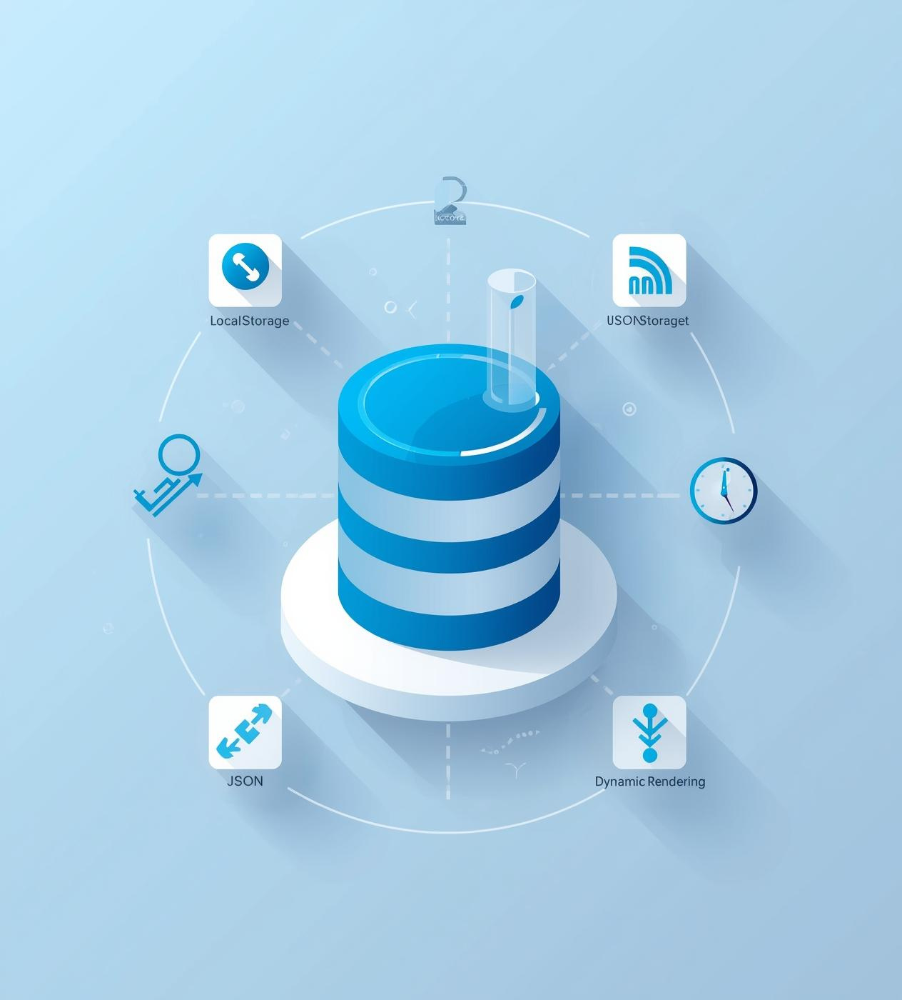 LocalStorage
USONStoraget
JSON
Dynamic Rendering